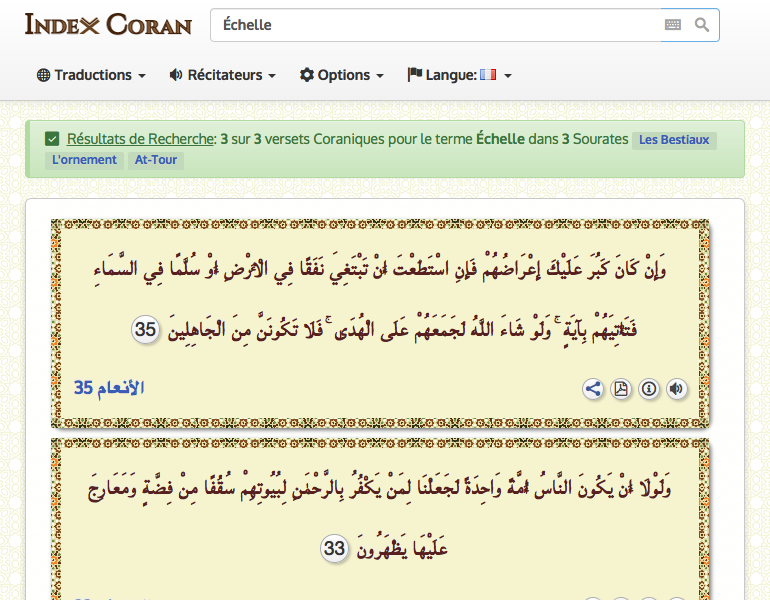 Index Coran
Échelle
Traductions Récitateurs Options Langue:
Résultats de Recherche: 3 sur 3 versets Coraniques pour le terme Échelle dans 3 Sourates Les Bestiaux
L'ornement At-Tour
وَإِنْ كَانَ كَبُرَ عَلَيْكَ إِعْرَاضُهُمْ فَإِنِ اسْتَطَعْتَ أَنْ تَبْتَغِيَ نَفَقًا فِي الْأَرْضِ أَوْ سُلَّمًا فِي السَّمَاءِ
فَتَأْتِيَهُمْ بِآيَةٍ ۚ وَلَوْ شَاءَ اللَّهُ لَجَمَعَهُمْ عَلَى الْهُدَى ۚ فَلَا تَكُونَنَّ مِنَ الْجَاهِلِينَ 35
الأنعام 35
وَلَوْلَا أَنْ يَكُونَ النَّاسُ أُمَّةً وَاحِدَةً لَجَعَلْنَا لِمَنْ يَكْفُرُ بِالرَّحْمَٰنِ لِبُيُوتِهِمْ سُقُفًا مِنْ فِضَّةٍ وَمَعَارِجَ
عَلَيْهَا يَظْهَرُونَ 33